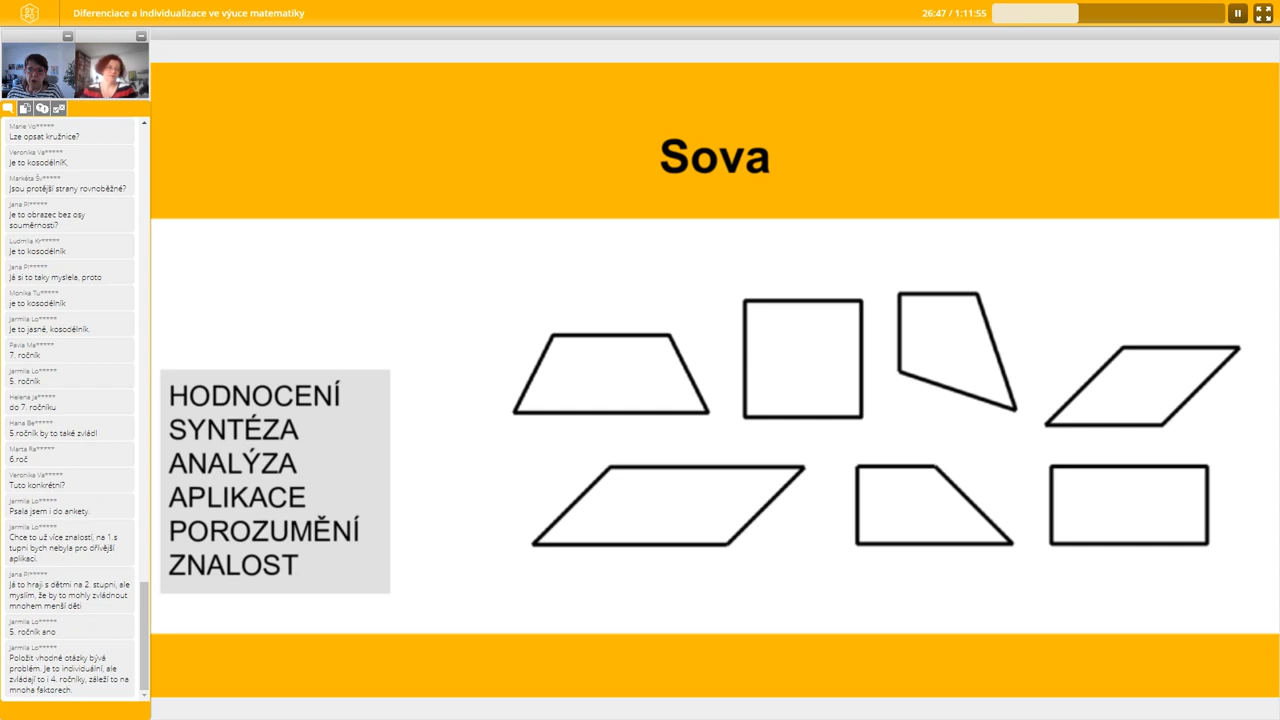 SYPO
Diferenciace a individualizace ve výuce matematiky
26:47 / 1:11:55
Marie Vo*****
Lze opsat kružnice?
Veronika Va*****
Je to kosodélníK,
Markéta Šv*****
Jsou protější strany rovnoběžné?
Jana Pí*****
Je to obrazec bez osy
souměrnosti?
Ludmila Kr*****
Je to kosodélník
Jana Pí*****
Já si to taky myslela, proto
Monika Tu*****
je to kosodélník
Jarmila Lo*****
Je to jasné, kosodélník.
Pavla Ma*****
7. ročník
Jarmila Lo*****
5. ročník
Helena Ja*****
do 7. ročníku
Hana Be*****
5.ročník by to také zvládl
Marta Ra*****
6.roč
Veronika Va*****
Tuto konkrétní?
Jarmila Lo*****
Psala jsem i do ankety.
Jarmila Lo*****
Chce to už více znalostí, na 1.s
tupni bych nebyla pro dřívější
aplikaci.
Jana Pí*****
Já to hraji s dětmi na 2. stupni, ale
myslím, že by to mohly zvládnout
mnohem menší děti
Jarmila Lo*****
5. ročník ano
Jarmila Lo*****
Položit vhodné otázky bývá
problém. Je to individuální, ale
zvládají to i 4. ročníky, záleží to na
mnoha faktorech.
Sova
HODNOCENÍ
SYNTÉZA
ANALÝZA
APLIKACE
POROZUMĚNÍ
ZNALOST